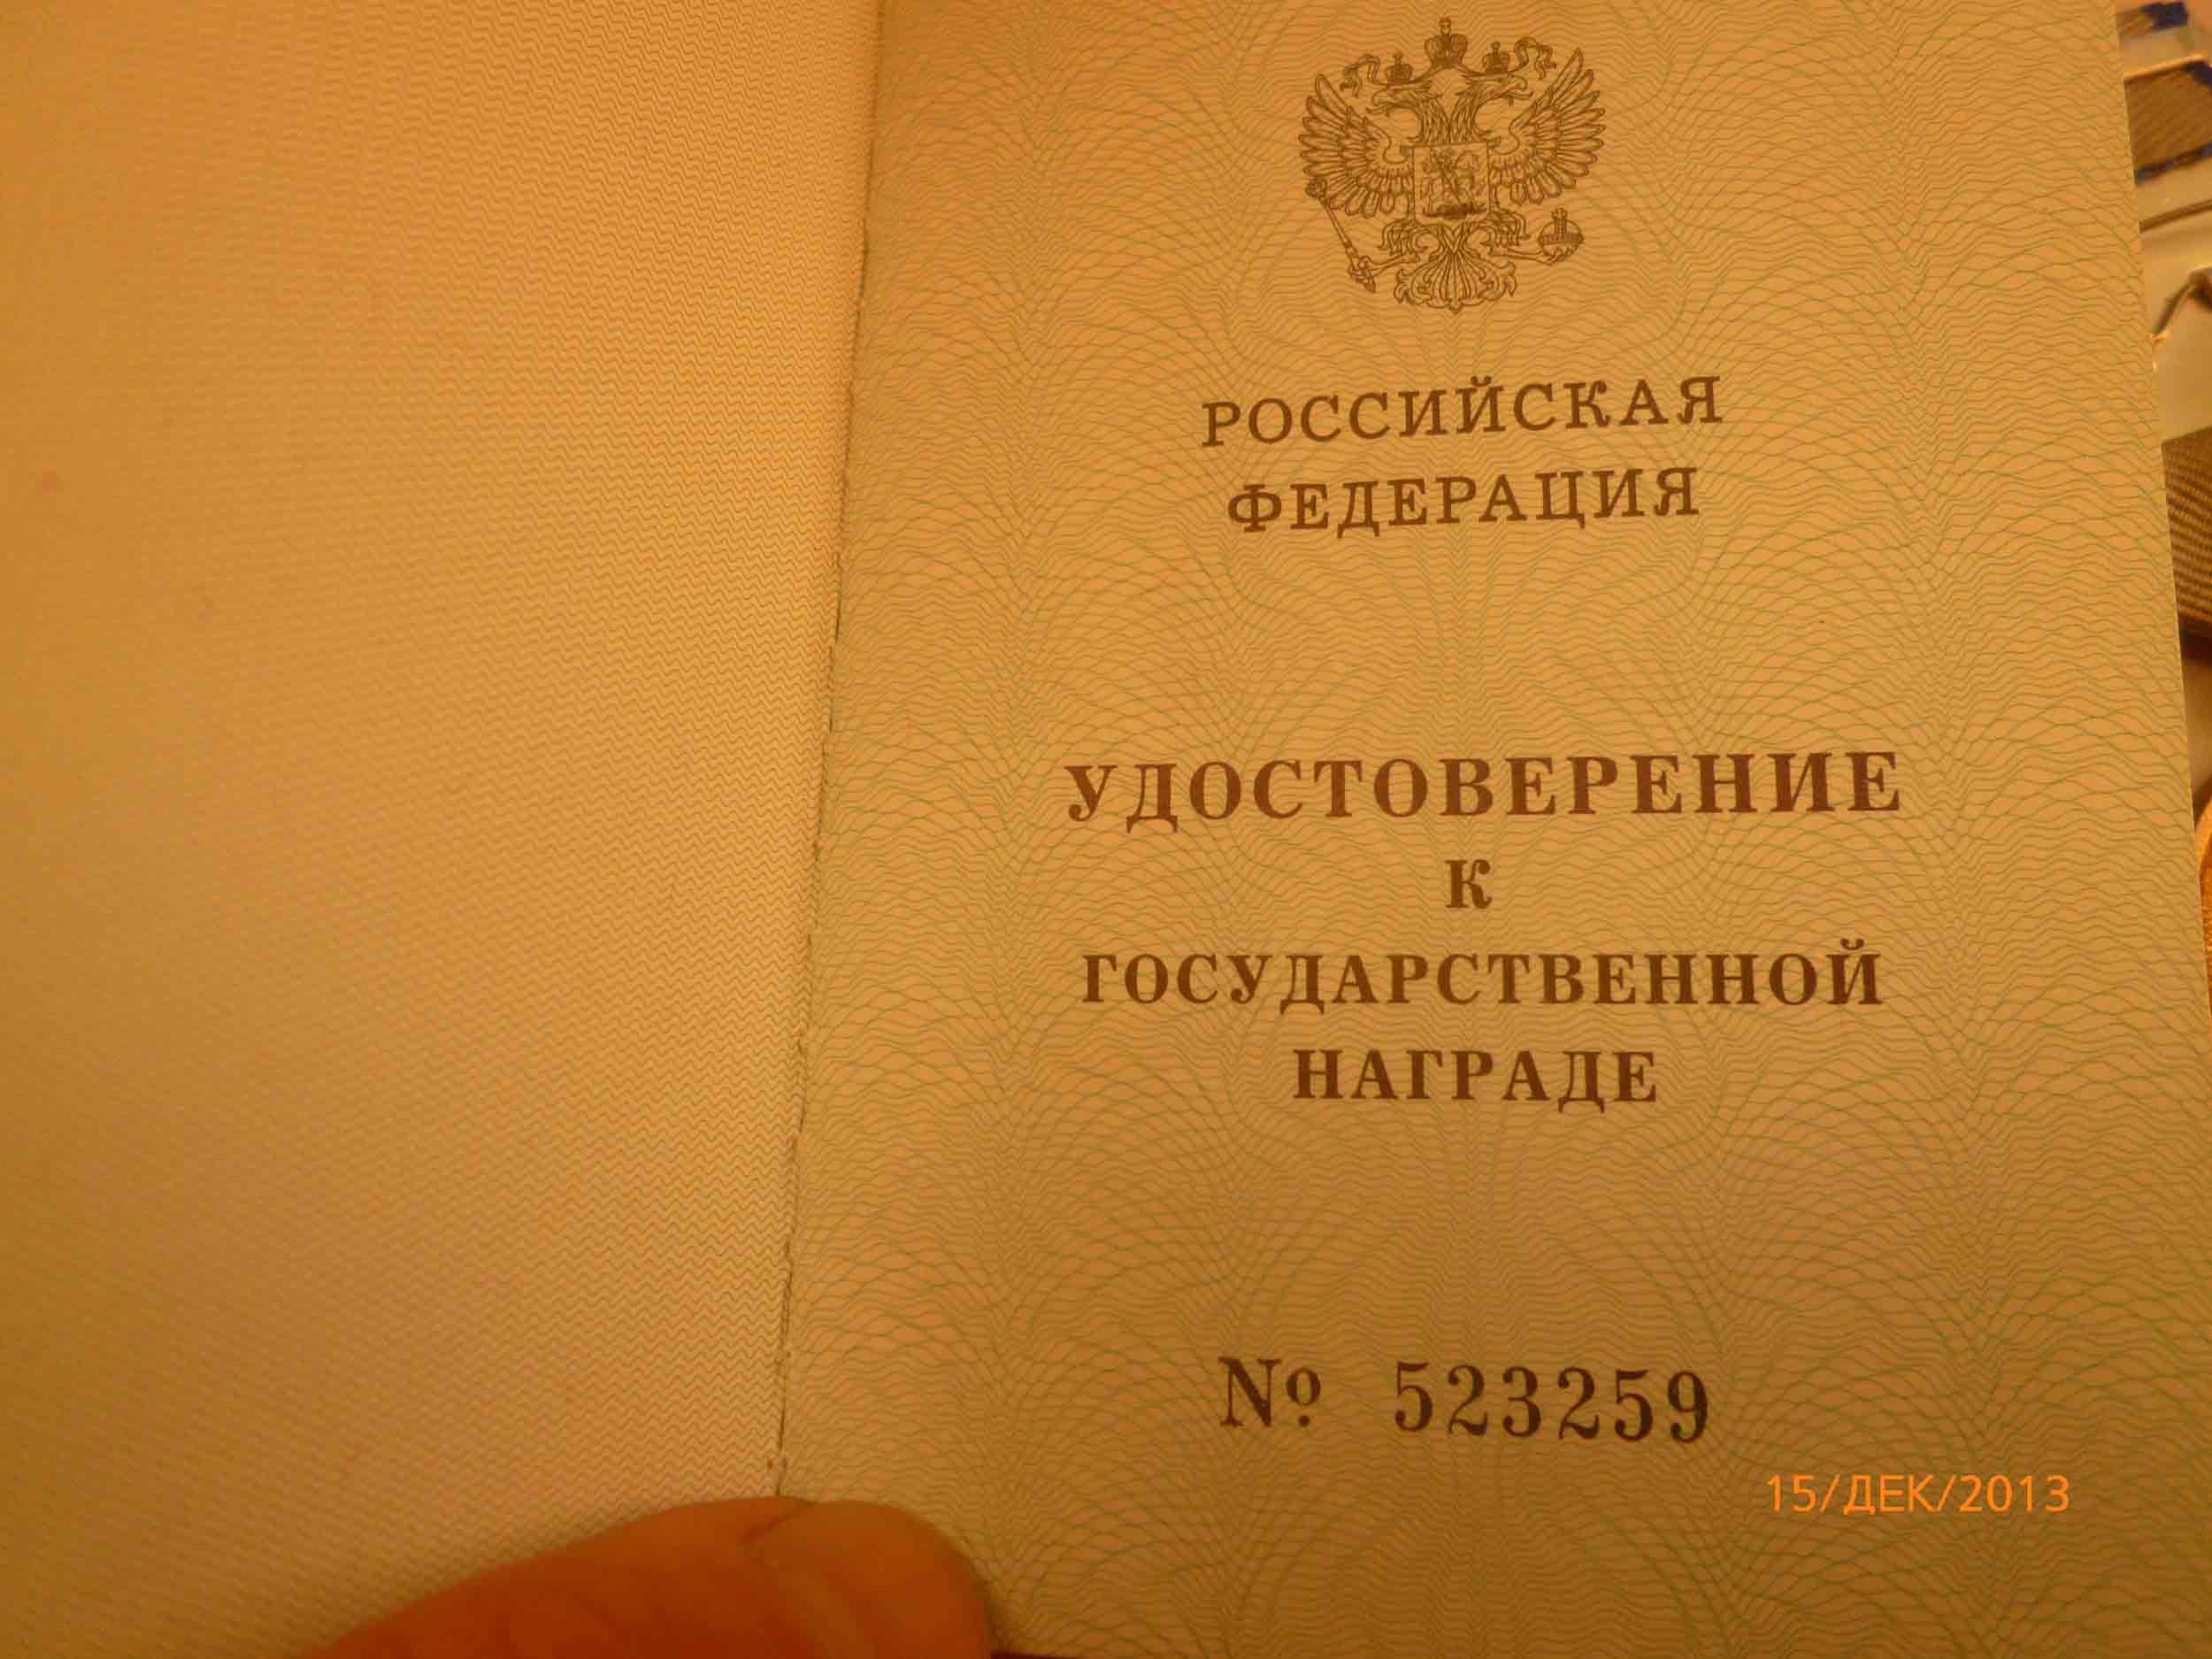 РОССИЙСКАЯ
ФЕДЕРАЦИЯ
УДОСТОВЕРЕНИЕ
К
ГОСУДАРСТВЕННОЙ
НАГРАДЕ
№ 523259
15/ДЕК/2013